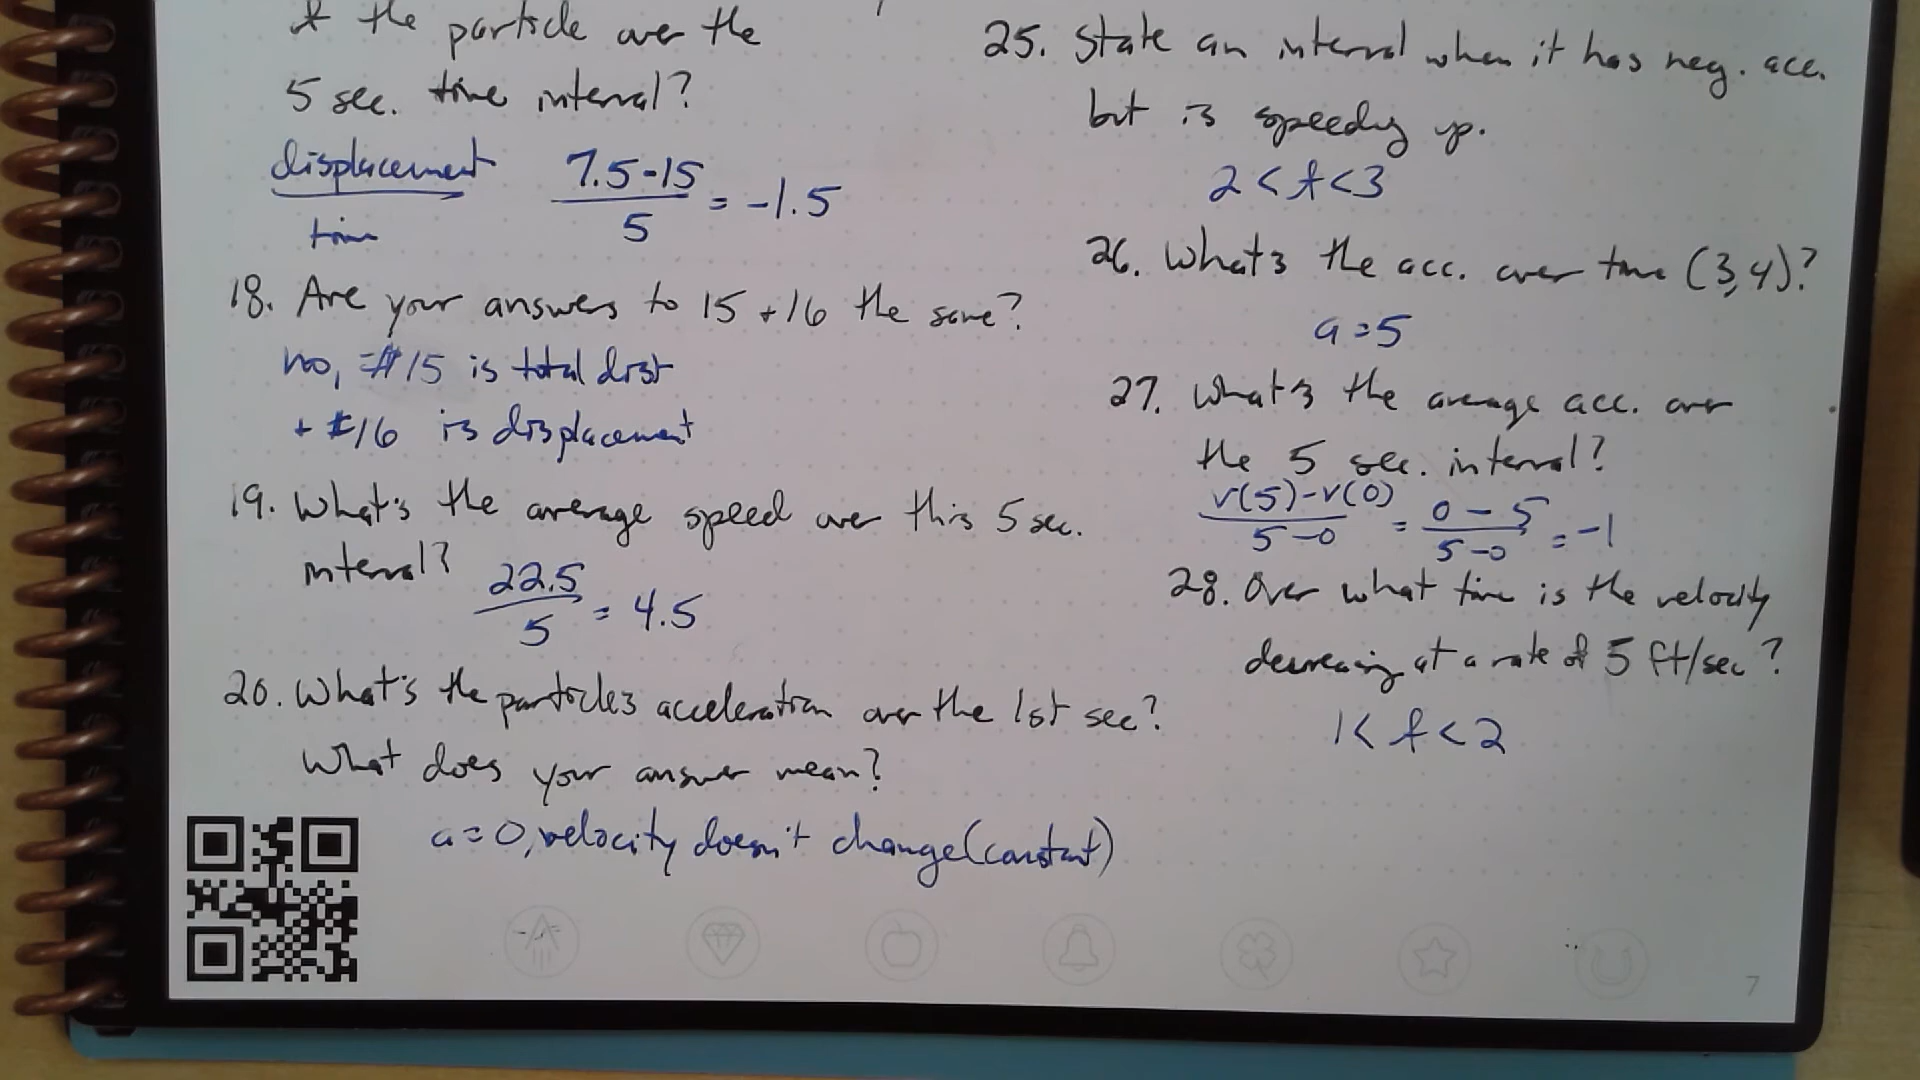 the particle over the
5 sec. time interval?
displacement
time
7.5-15
5
= -1.5
18. Are your answers to 15 + 16 the same?
no, #15 is total dist
+ #16 is displacement
19. What's the average speed over this 5 sec.
interval?
22.5
5
= 4.5
20. What's the particle's acceleration over the 1st sec?
What does your answer mean?
a=0, velocity doesn't change (constant)
25. State an interval when it has neg. acc.
but is speeding up.
2 < t < 3
26. What's the acc. over time (3,4)?
a = 5
27. What's the average acc. over
the 5 sec. interval?
v(5)-v(0)
5-0
= 0-5
5-0
= -1
28. Over what time is the velocity
decreasing at a rate of 5 ft/sec?
1 < t < 2
7